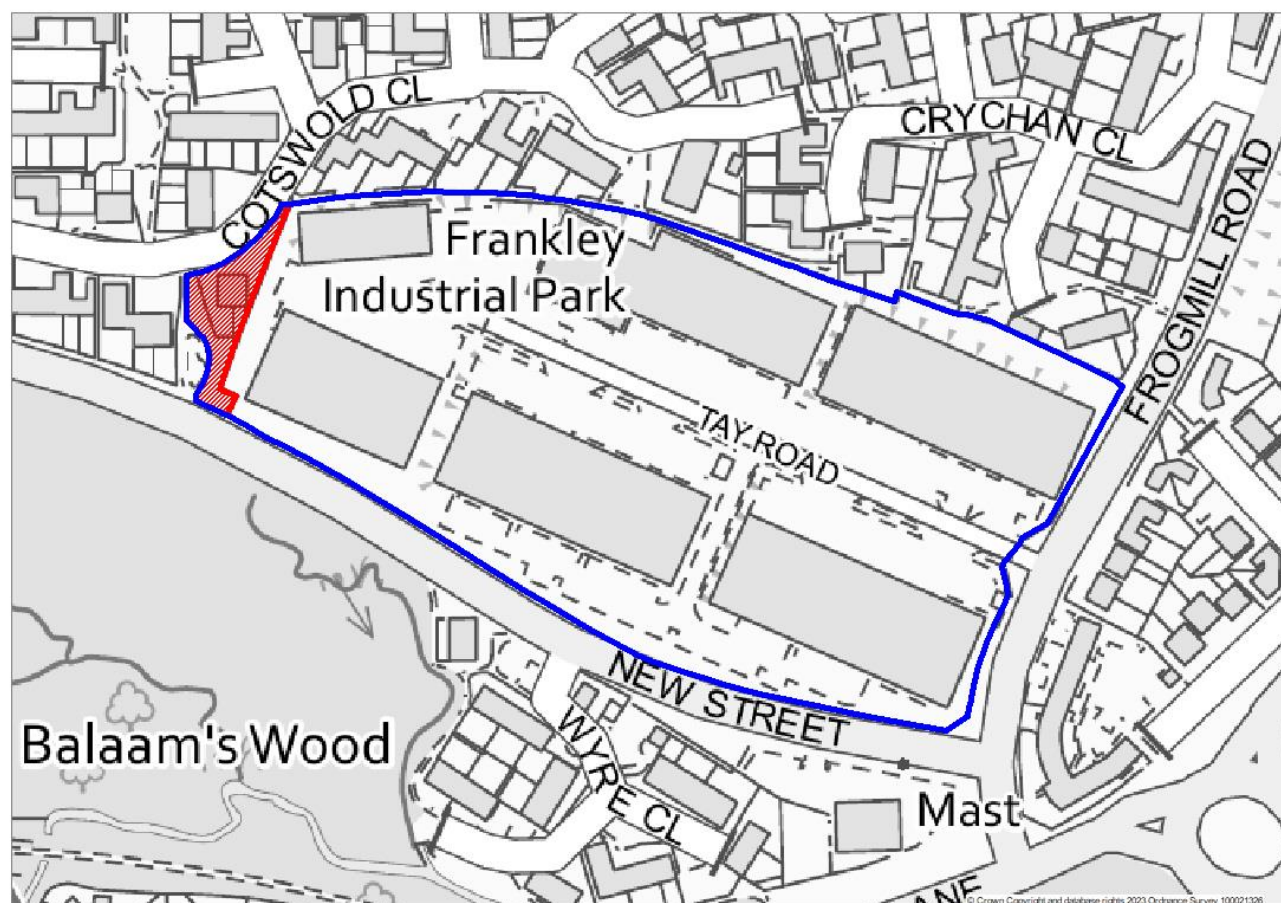 COTSWOLD CL
CRYCHAN CL
FROGMILL ROAD
Frankley
Industrial Park
TAY ROAD
NEW STREET
WYRE CL
Balaam's Wood
Mast
ANE
© Crown Copyright and database rights 2023 Ordnance Survey 100021326